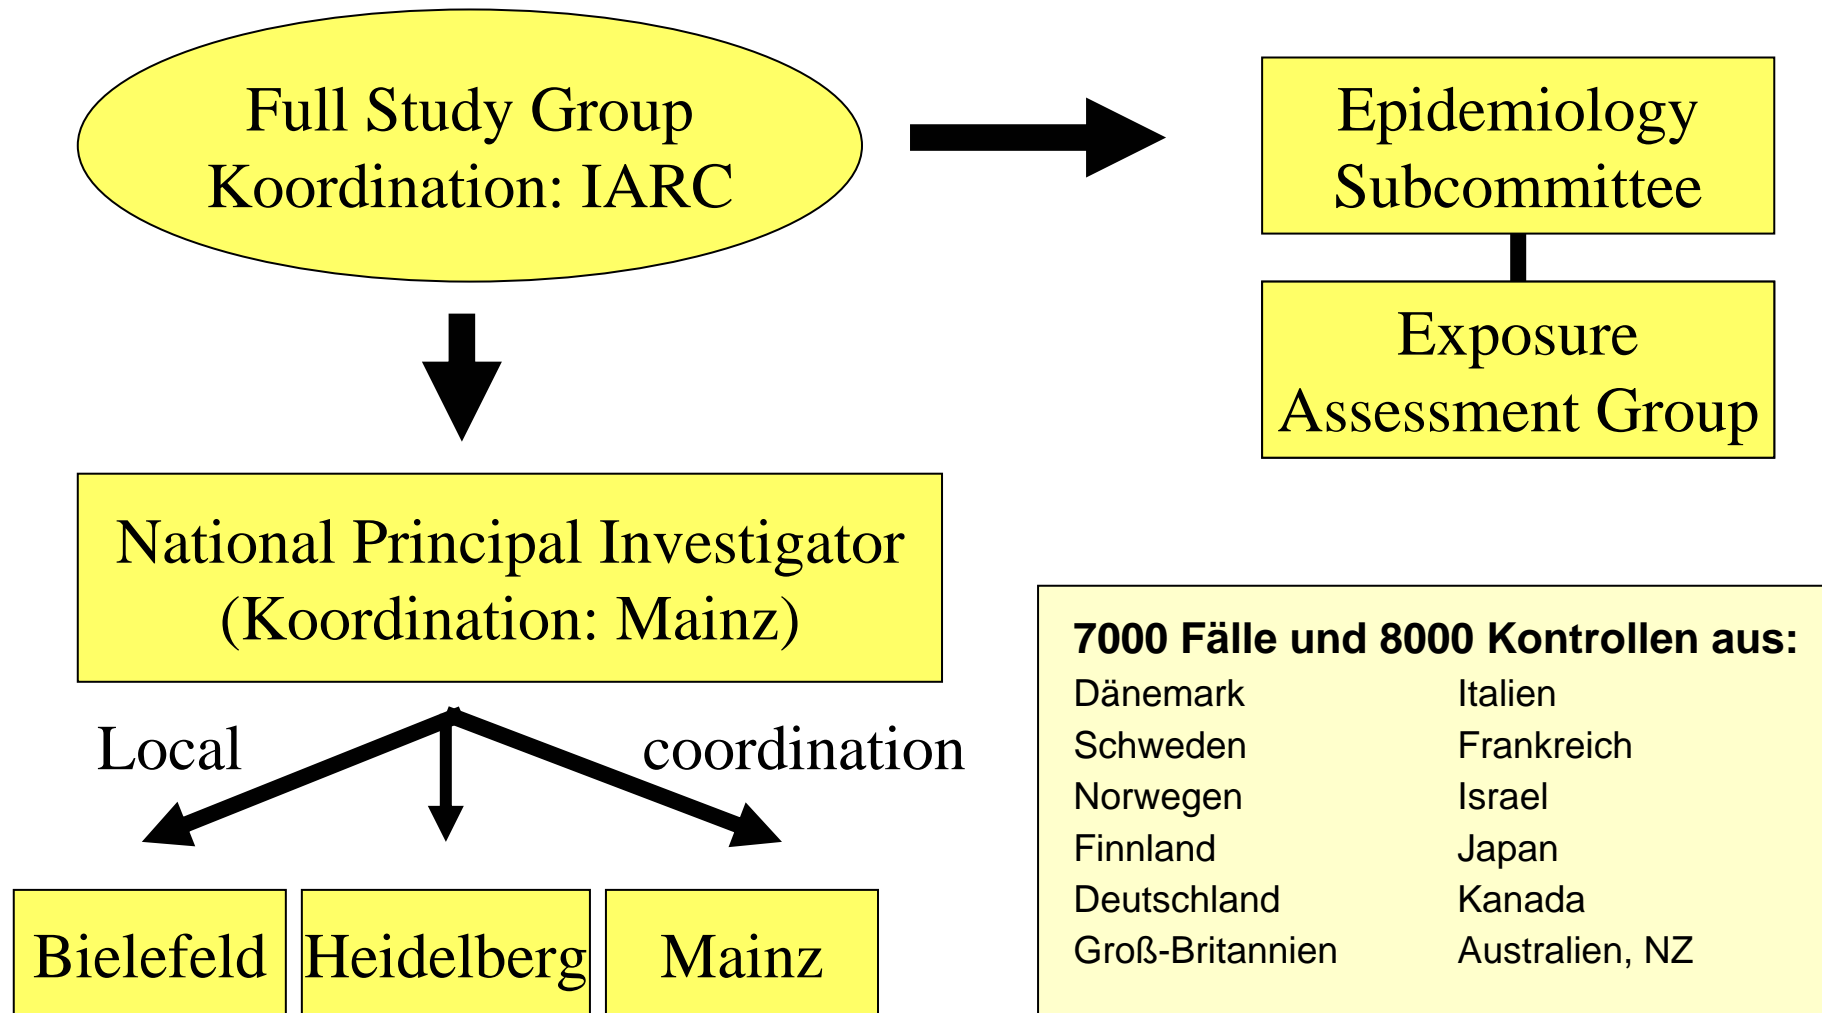 Full Study Group
Koordination: IARC
Epidemiology
Subcommittee
Exposure
Assessment Group
National Principal Investigator
(Koordination: Mainz)
Local
coordination
Bielefeld
Heidelberg
Mainz
7000 Fälle und 8000 Kontrollen aus:
Dänemark Italien
Schweden Frankreich
Norwegen Israel
Finnland Japan
Deutschland Kanada
Groß-Britannien Australien, NZ